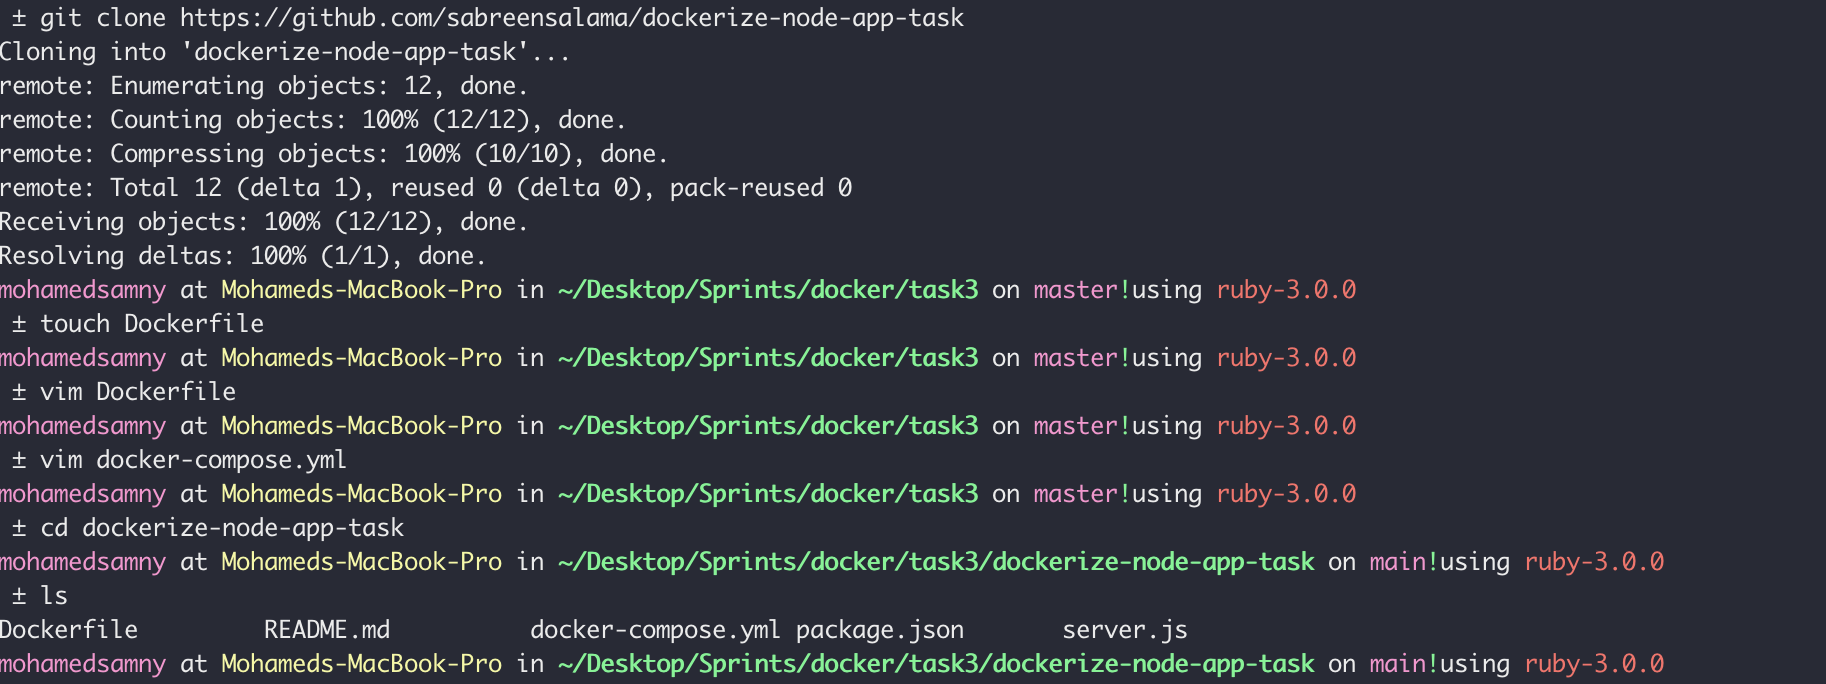 ± git clone https://github.com/sabreensalama/dockerize-node-app-task
Cloning into 'dockerize-node-app-task'...
remote: Enumerating objects: 12, done.
remote: Counting objects: 100% (12/12), done.
remote: Compressing objects: 100% (10/10), done.
remote: Total 12 (delta 1), reused 0 (delta 0), pack-reused 0
Receiving objects: 100% (12/12), done.
Resolving deltas: 100% (1/1), done.
mohamedsamny at Mohameds-MacBook-Pro in ~/Desktop/Sprints/docker/task3 on master!using ruby-3.0.0
± touch Dockerfile
mohamedsamny at Mohameds-MacBook-Pro in ~/Desktop/Sprints/docker/task3 on master!using ruby-3.0.0
± vim Dockerfile
mohamedsamny at Mohameds-MacBook-Pro in ~/Desktop/Sprints/docker/task3 on master!using ruby-3.0.0
± vim docker-compose.yml
mohamedsamny at Mohameds-MacBook-Pro in ~/Desktop/Sprints/docker/task3 on master!using ruby-3.0.0
± cd dockerize-node-app-task
mohamedsamny at Mohameds-MacBook-Pro in ~/Desktop/Sprints/docker/task3/dockerize-node-app-task on main!using ruby-3.0.0
± ls
Dockerfile README.md docker-compose.yml package.json server.js
mohamedsamny at Mohameds-MacBook-Pro in ~/Desktop/Sprints/docker/task3/dockerize-node-app-task on main!using ruby-3.0.0